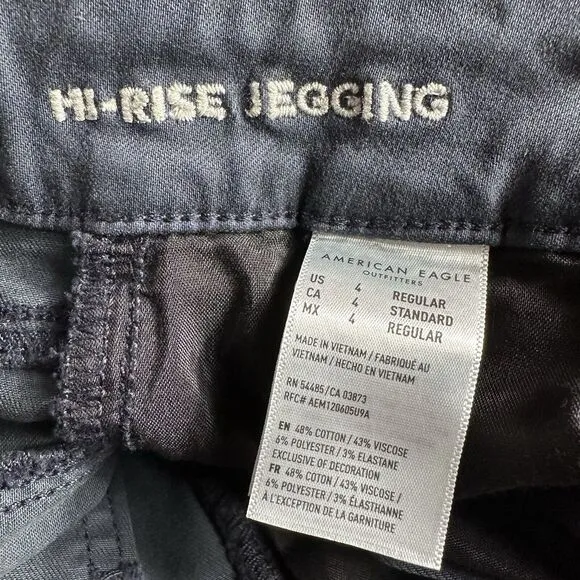 HI-RISE JEGGING
AMERICAN EAGLE
OUTFITTERS
US 4 REGULAR
CA 4 STANDARD
MX 4 REGULAR
MADE IN VIETNAM / FABRIQUÉ AU
VIETNAM / HECHO EN VIETNAM
RN 54485/CA 03873
RFC# AEM120605U9A
EN 48% COTTON / 43% VISCOSE
6% POLYESTER / 3% ELASTANE
EXCLUSIVE OF DECORATION
FR 48% COTON / 43% VISCOSE /
6% POLYESTER / 3% ÉLASTHANNE
À L'EXCEPTION DE LA GARNITURE